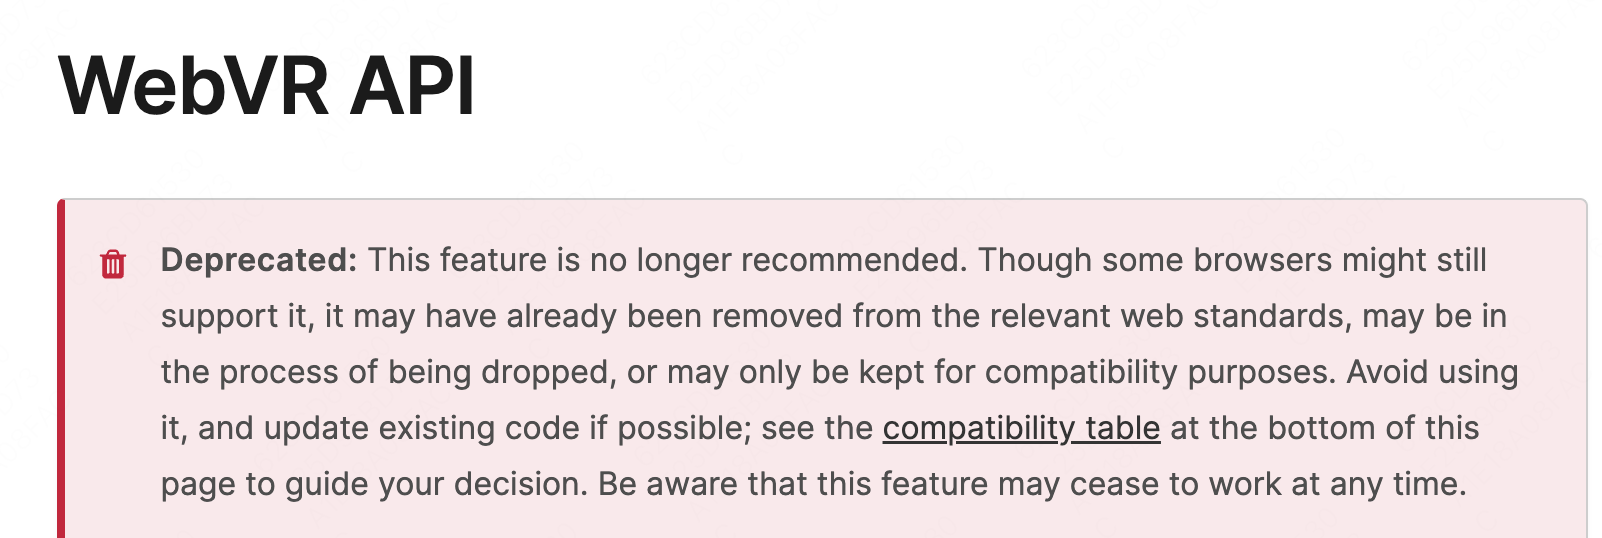 WebVR API
Deprecated: This feature is no longer recommended. Though some browsers might still
support it, it may have already been removed from the relevant web standards, may be in
the process of being dropped, or may only be kept for compatibility purposes. Avoid using
it, and update existing code if possible; see the compatibility table at the bottom of this
page to guide your decision. Be aware that this feature may cease to work at any time.